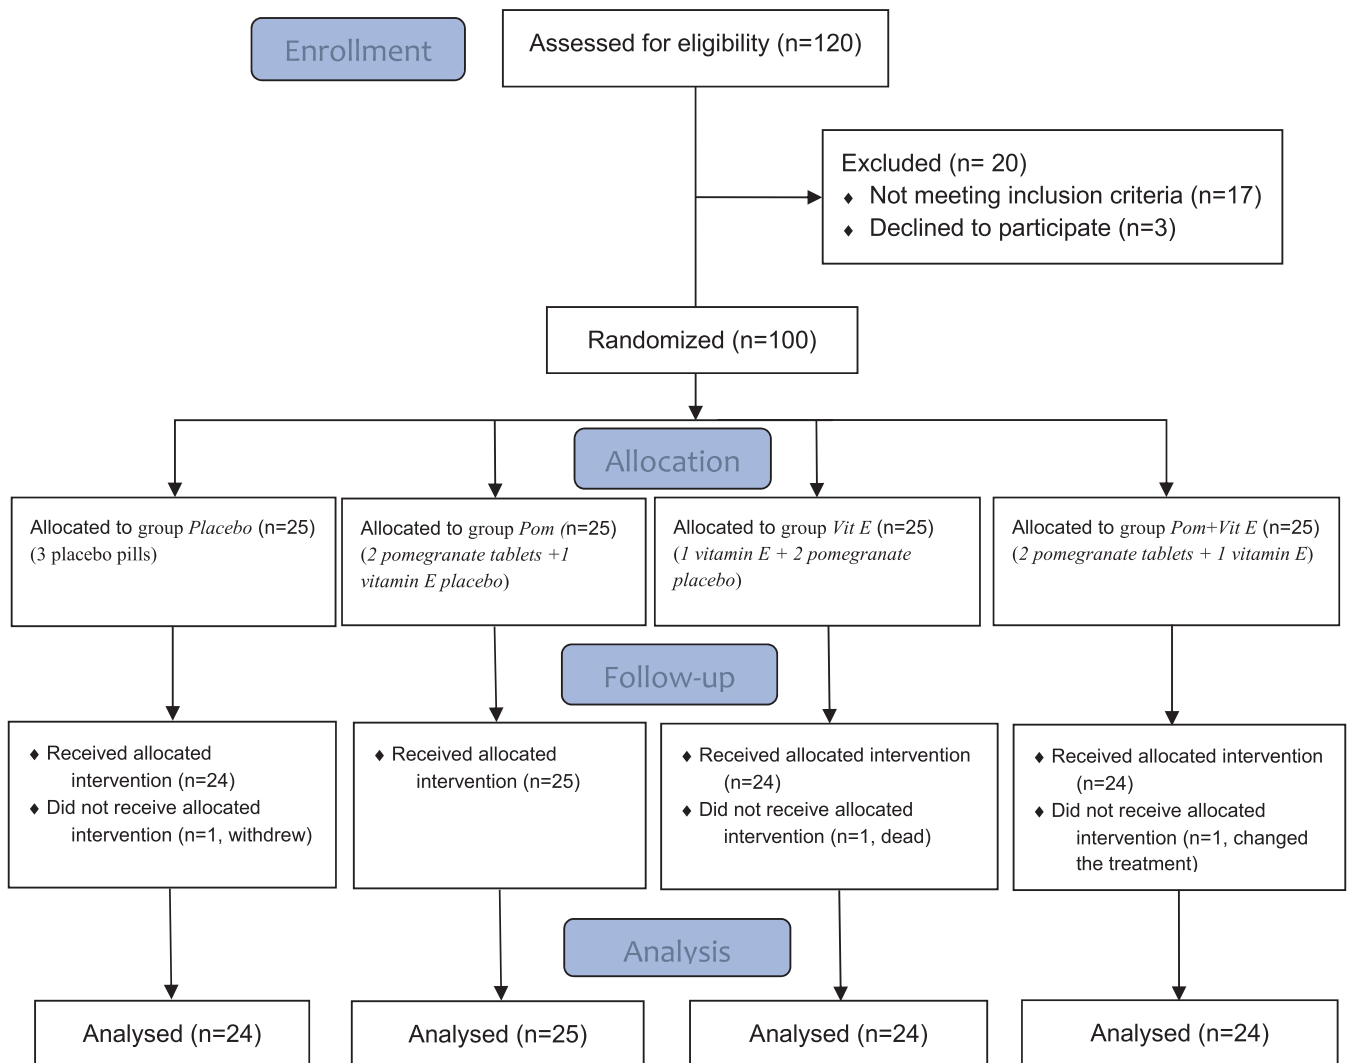 Enrollment
Assessed for eligibility (n=120)
Excluded (n= 20)
♦ Not meeting inclusion criteria (n=17)
♦ Declined to participate (n=3)
Randomized (n=100)
Allocation
Allocated to group Placebo (n=25)
(3 placebo pills)
Allocated to group Pom (n=25)
(2 pomegranate tablets +1
vitamin E placebo)
Allocated to group Vit E (n=25)
(1 vitamin E + 2 pomegranate
placebo)
Allocated to group Pom+Vit E (n=25)
(2 pomegranate tablets + 1 vitamin E)
Follow-up
♦ Received allocated
intervention (n=24)
♦ Did not receive allocated
intervention (n=1, withdrew)
♦ Received allocated
intervention (n=25)
♦ Received allocated intervention
(n=24)
♦ Did not receive allocated
intervention (n=1, dead)
♦ Received allocated intervention
(n=24)
♦ Did not receive allocated
intervention (n=1, changed
the treatment)
Analysis
Analysed (n=24)
Analysed (n=25)
Analysed (n=24)
Analysed (n=24)